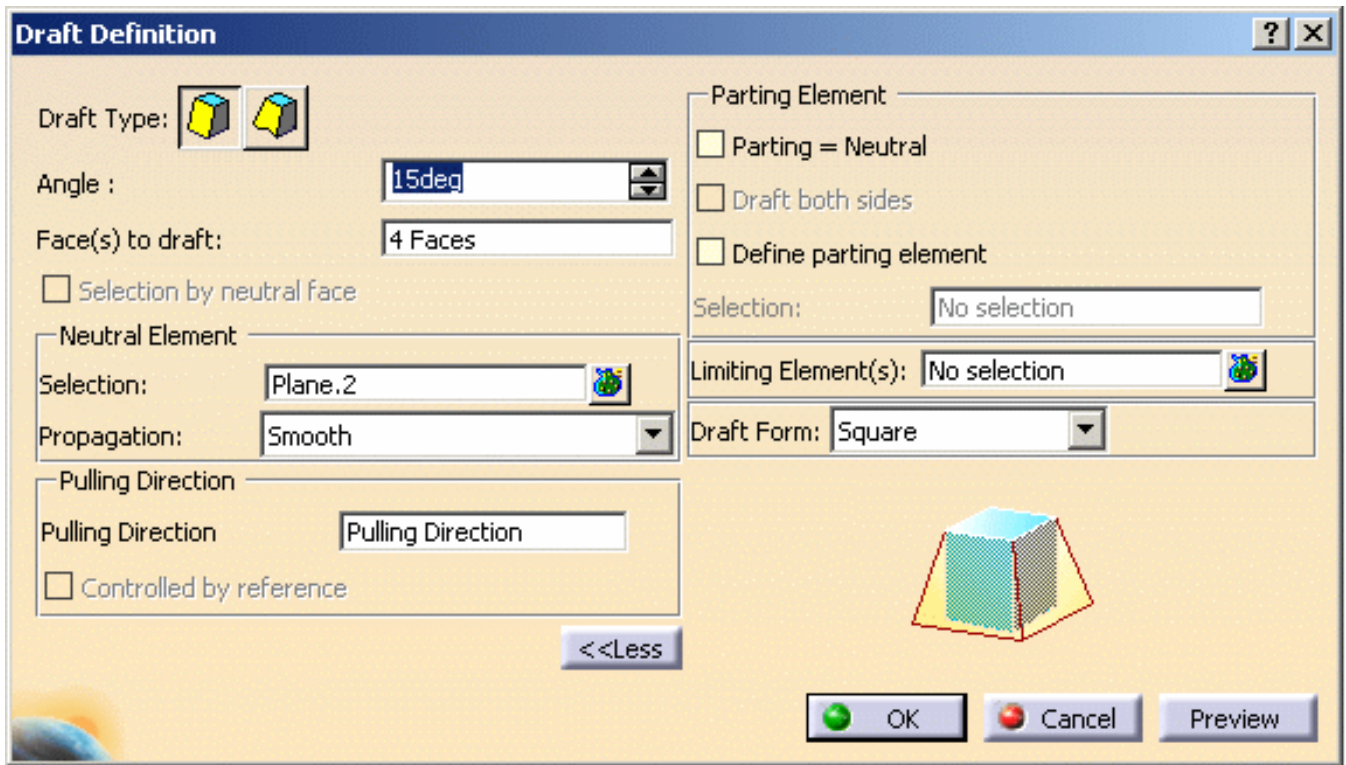 Draft Definition
Draft Type:
Angle :
15deg
Face(s) to draft:
4 Faces
Selection by neutral face
Neutral Element
Selection:
Plane.2
Propagation:
Smooth
Pulling Direction
Pulling Direction
Pulling Direction
Controlled by reference
<<Less
Parting Element
Parting = Neutral
Draft both sides
Define parting element
Selection:
No selection
Limiting Element(s):
No selection
Draft Form:
Square
OK
Cancel
Preview